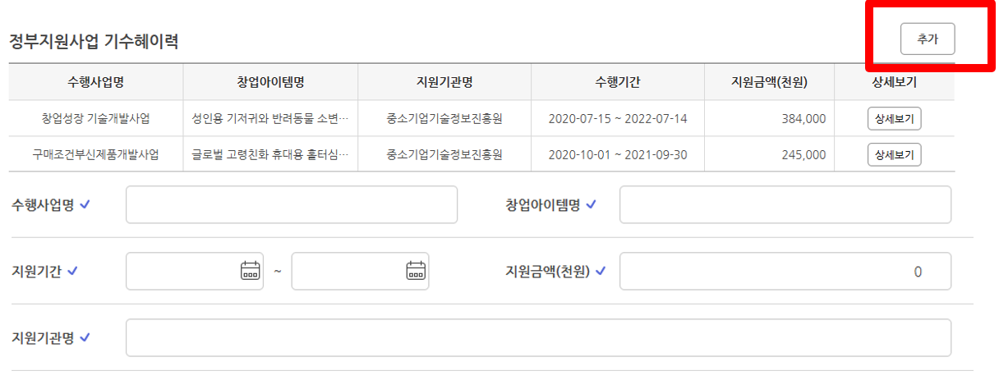 정부지원사업 기수혜이력
추가
수행사업명 창업아이템명 지원기관명 수행기간 지원금액(천원) 상세보기
창업성장 기술개발사업 성인용 기저귀와 반려동물 소변… 중소기업기술정보진흥원 2020-07-15 ~ 2022-07-14 384,000 상세보기
구매조건부신제품개발사업 글로벌 고령친화 휴대용 홀터심… 중소기업기술정보진흥원 2020-10-01 ~ 2021-09-30 245,000 상세보기
수행사업명 창업아이템명
지원기간 ~ 지원금액(천원) 0
지원기관명